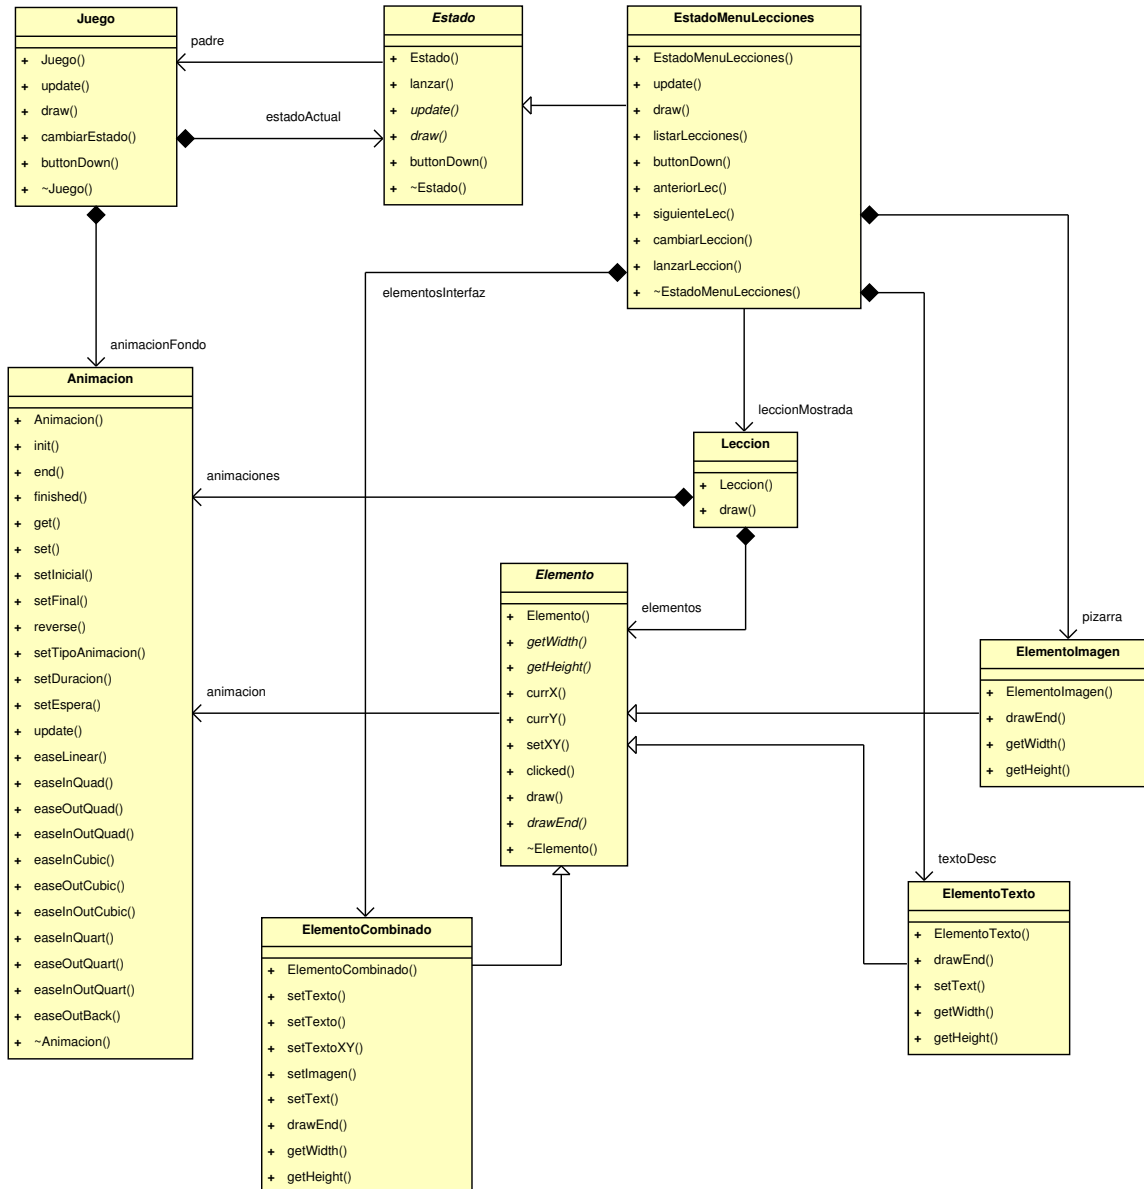 Juego
+ Juego()
+ update()
+ draw()
+ cambiarEstado()
+ buttonDown()
+ ~Juego()
padre
estadoActual
Estado
+ Estado()
+ lanzar()
+ update()
+ draw()
+ buttonDown()
+ ~Estado()
EstadoMenuLecciones
+ EstadoMenuLecciones()
+ update()
+ draw()
+ listarLecciones()
+ buttonDown()
+ anteriorLec()
+ siguienteLec()
+ cambiarLeccion()
+ lanzarLeccion()
+ ~EstadoMenuLecciones()
elementosInterfaz
animacionFondo
Animacion
+ Animacion()
+ init()
+ end()
+ finished()
+ get()
+ set()
+ setInicial()
+ setFinal()
+ reverse()
+ setTipoAnimacion()
+ setDuracion()
+ setEspera()
+ update()
+ easeLinear()
+ easeInQuad()
+ easeOutQuad()
+ easeInOutQuad()
+ easeInCubic()
+ easeOutCubic()
+ easeInOutCubic()
+ easeInQuart()
+ easeOutQuart()
+ easeInOutQuart()
+ easeOutBack()
+ ~Animacion()
leccionMostrada
Leccion
+ Leccion()
+ draw()
animaciones
elementos
animacion
Elemento
+ Elemento()
+ getWidth()
+ getHeight()
+ currX()
+ currY()
+ setXY()
+ clicked()
+ draw()
+ drawEnd()
+ ~Elemento()
pizarra
ElementoImagen
+ ElementoImagen()
+ drawEnd()
+ getWidth()
+ getHeight()
textoDesc
ElementoTexto
+ ElementoTexto()
+ drawEnd()
+ setText()
+ getWidth()
+ getHeight()
ElementoCombinado
+ ElementoCombinado()
+ setTexto()
+ setTexto()
+ setTextoXY()
+ setImagen()
+ setText()
+ drawEnd()
+ getWidth()
+ getHeight()